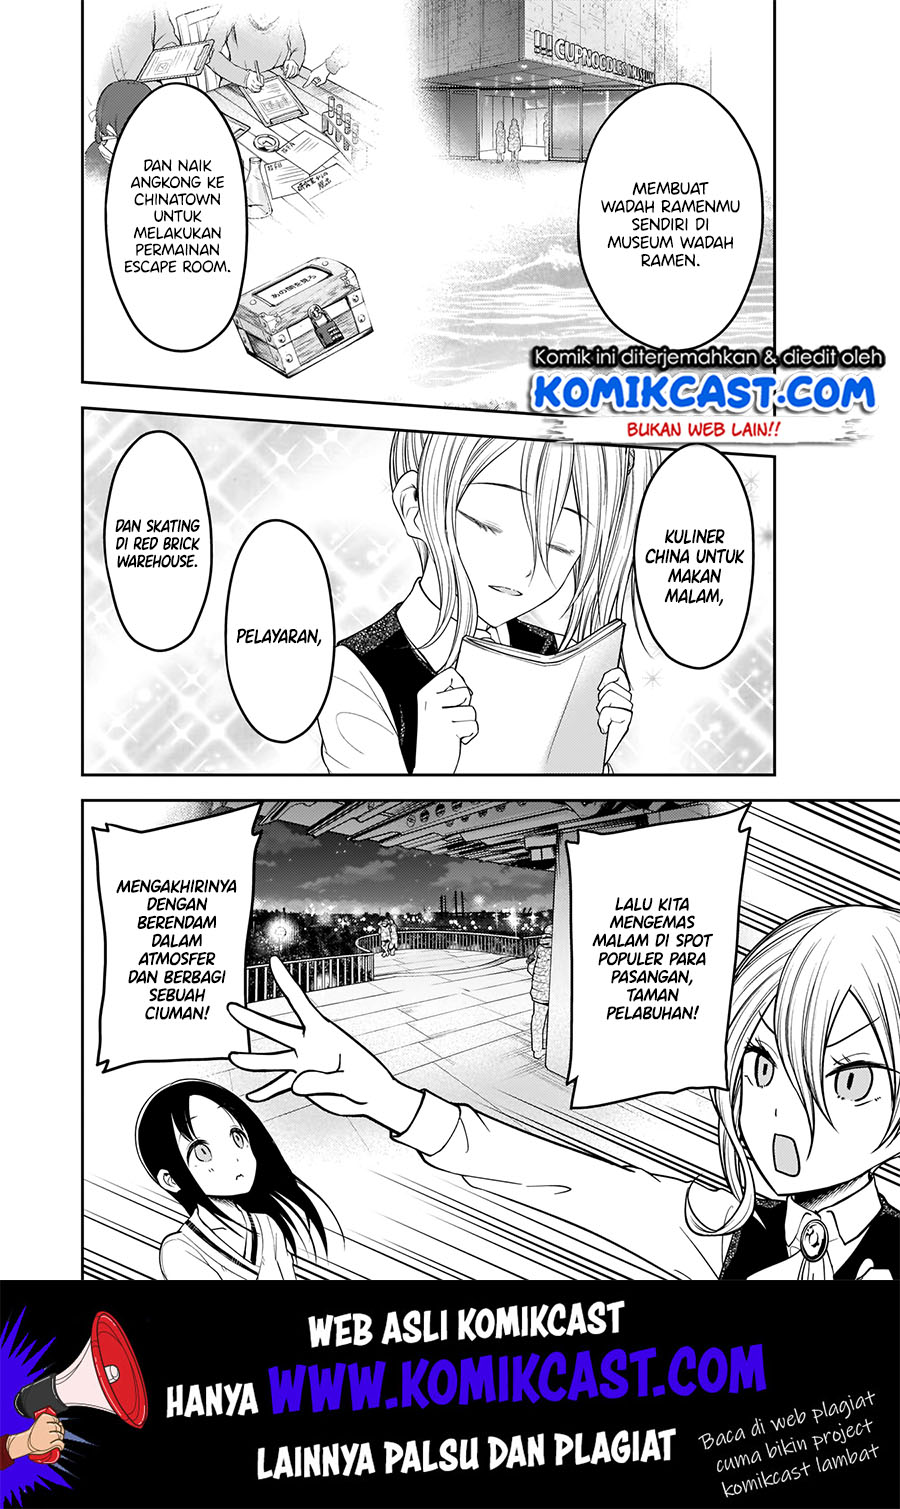 !!! CUPNOODLES MUSEUM
MEMBUAT
WADAH RAMENMU
SENDIRI DI
MUSEUM WADAH
RAMEN.
DAN NAIK
ANGKONG KE
CHINATOWN
UNTUK
MELAKUKAN
PERMAINAN
ESCAPE ROOM.
Komik ini diterjemahkan & diedit oleh
KOMIKCAST.COM
BUKAN WEB LAIN!!
KULINER
CHINA UNTUK
MAKAN
MALAM,
PELAYARAN,
DAN SKATING
DI RED BRICK
WAREHOUSE.
LALU KITA
MENGEMAS
MALAM DI SPOT
POPULER PARA
PASANGAN,
TAMAN
PELABUHAN!
MENGAKHIRINYA
DENGAN
BERENDAM
DALAM
ATMOSFER
DAN BERBAGI
SEBUAH
CIUMAN!
WEB ASLI KOMIKCAST
HANYA WWW.KOMIKCAST.COM
LAINNYA PALSU DAN PLAGIAT
Baca di web plagiat
cuma bikin project
komikcast lambat